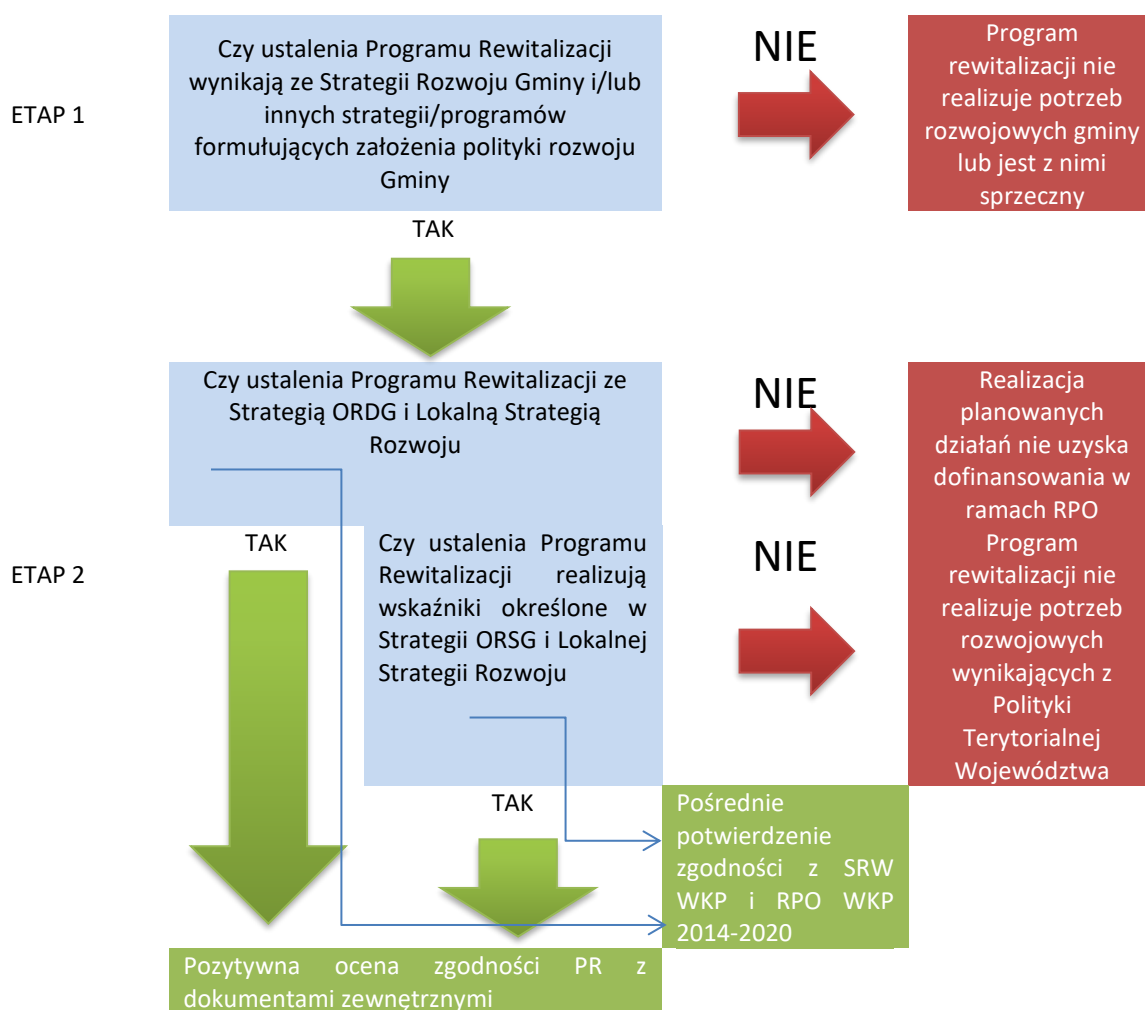 ETAP 1
Czy ustalenia Programu Rewitalizacji
wynikają ze Strategii Rozwoju Gminy i/lub
innych strategii/programów
formułujących założenia polityki rozwoju
Gminy
NIE
Program
rewitalizacji nie
realizuje potrzeb
rozwojowych gminy
lub jest z nimi
sprzeczny
TAK
Czy ustalenia Programu Rewitalizacji ze
Strategią ORDG i Lokalną Strategią
Rozwoju
NIE
Realizacja
planowanych
działań nie uzyska
dofinansowania w
ramach RPO
ETAP 2
TAK
Czy ustalenia Programu
Rewitalizacji realizują
wskaźniki określone w
Strategii ORSG i Lokalnej
Strategii Rozwoju
NIE
Program
rewitalizacji nie
realizuje potrzeb
rozwojowych
wynikających z
Polityki
Terytorialnej
Województwa
TAK
Pośrednie
potwierdzenie
zgodności z SRW
WKP i RPO WKP
2014-2020
Pozytywna ocena zgodności PR z
dokumentami zewnętrznymi